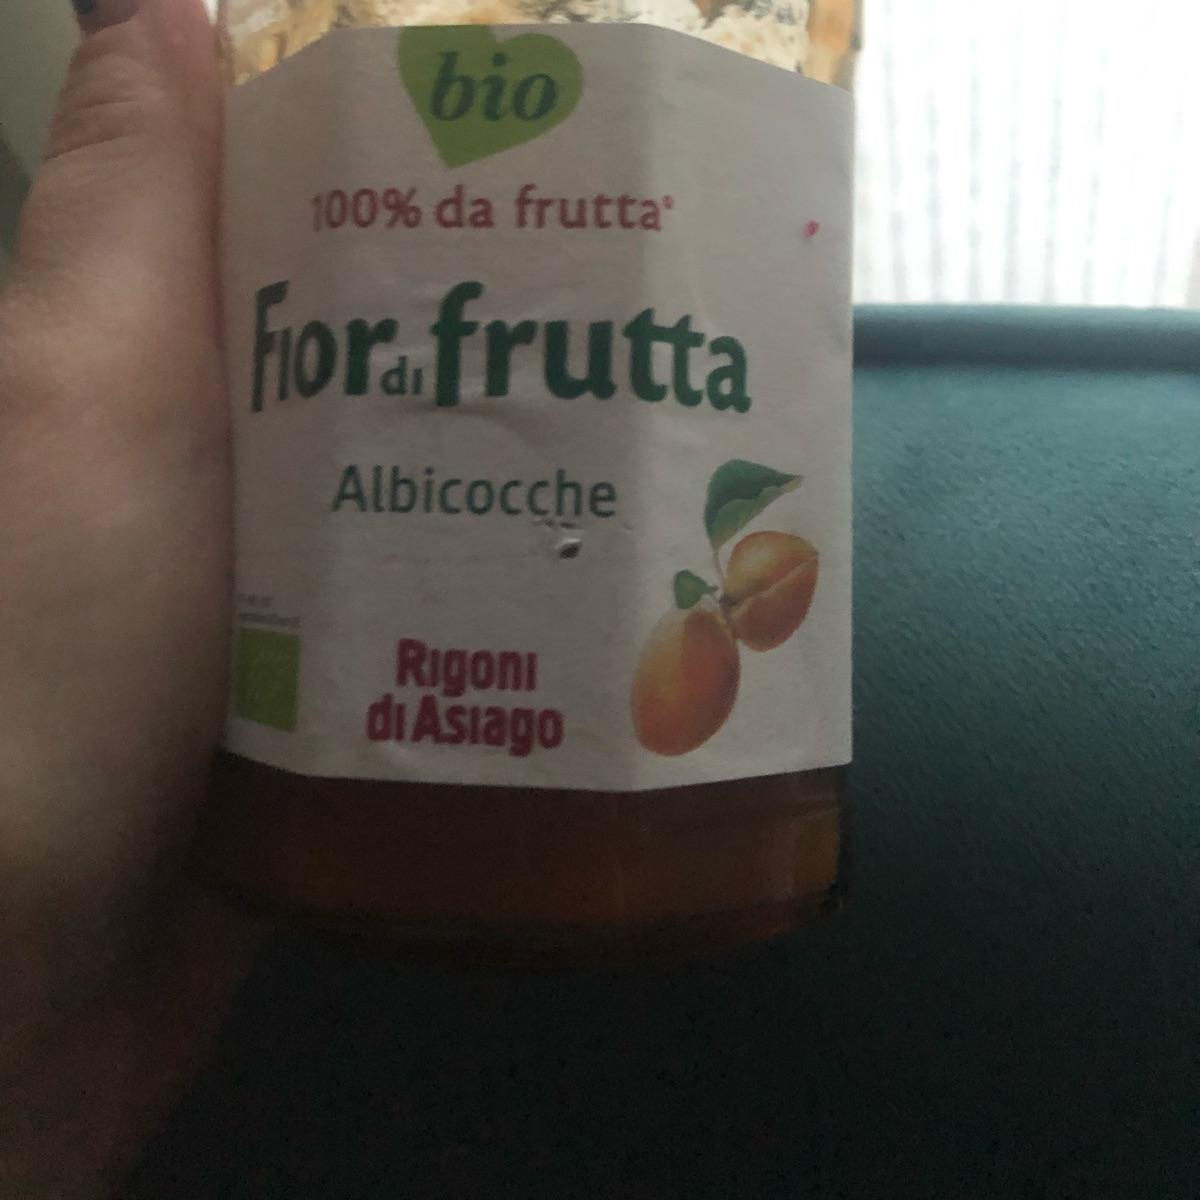 bio
100% da frutta*
Fior di frutta
Albicocche
Rigoni
di Asiago